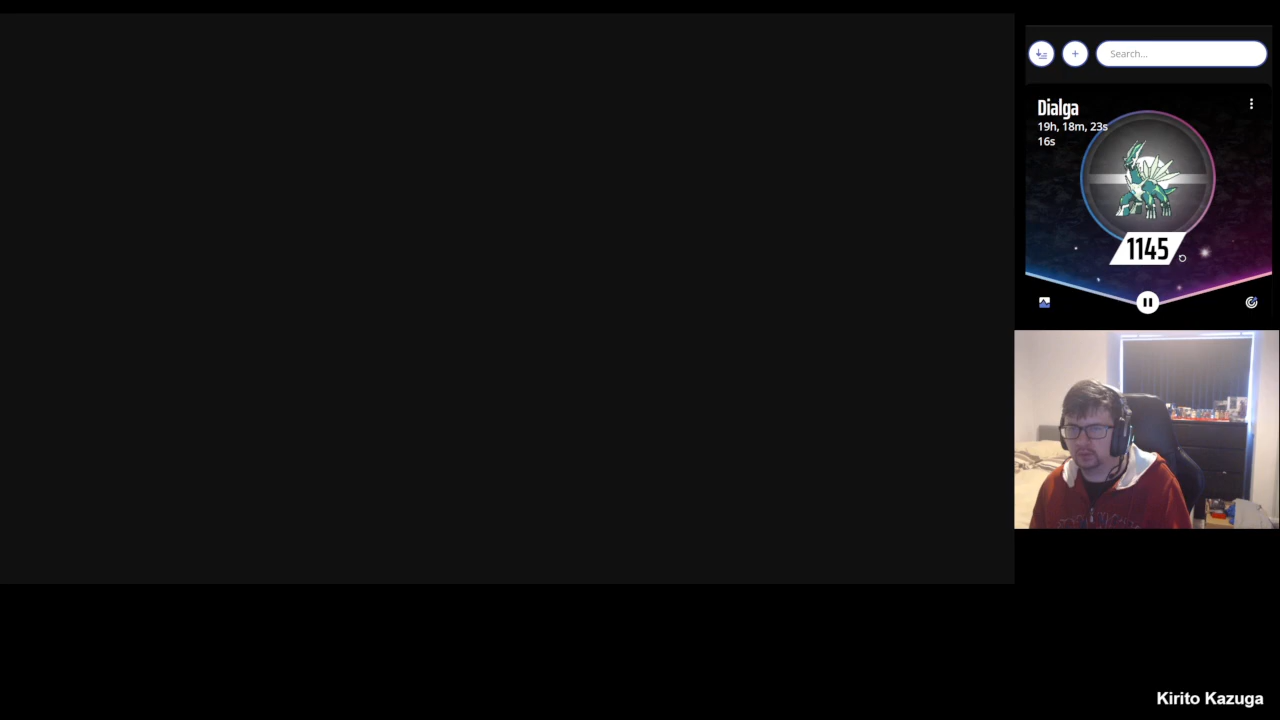 Search...
Dialga
19h, 18m, 23s
16s
1145
Kirito Kazuga